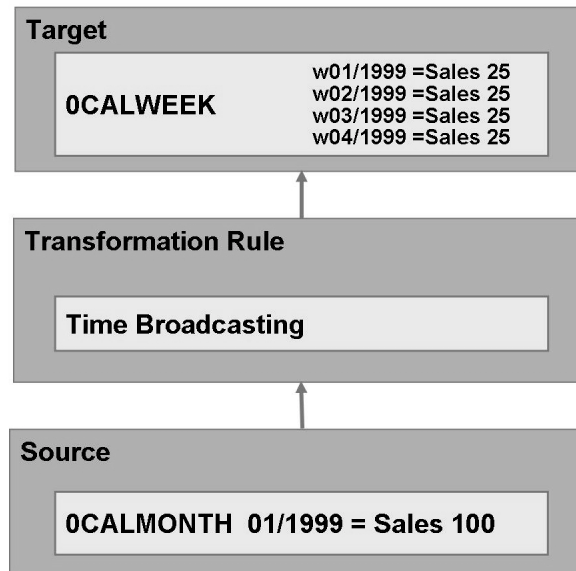 Target
0CALWEEK
w01/1999 =Sales 25
w02/1999 =Sales 25
w03/1999 =Sales 25
w04/1999 =Sales 25
Transformation Rule
Time Broadcasting
Source
0CALMONTH 01/1999 = Sales 100